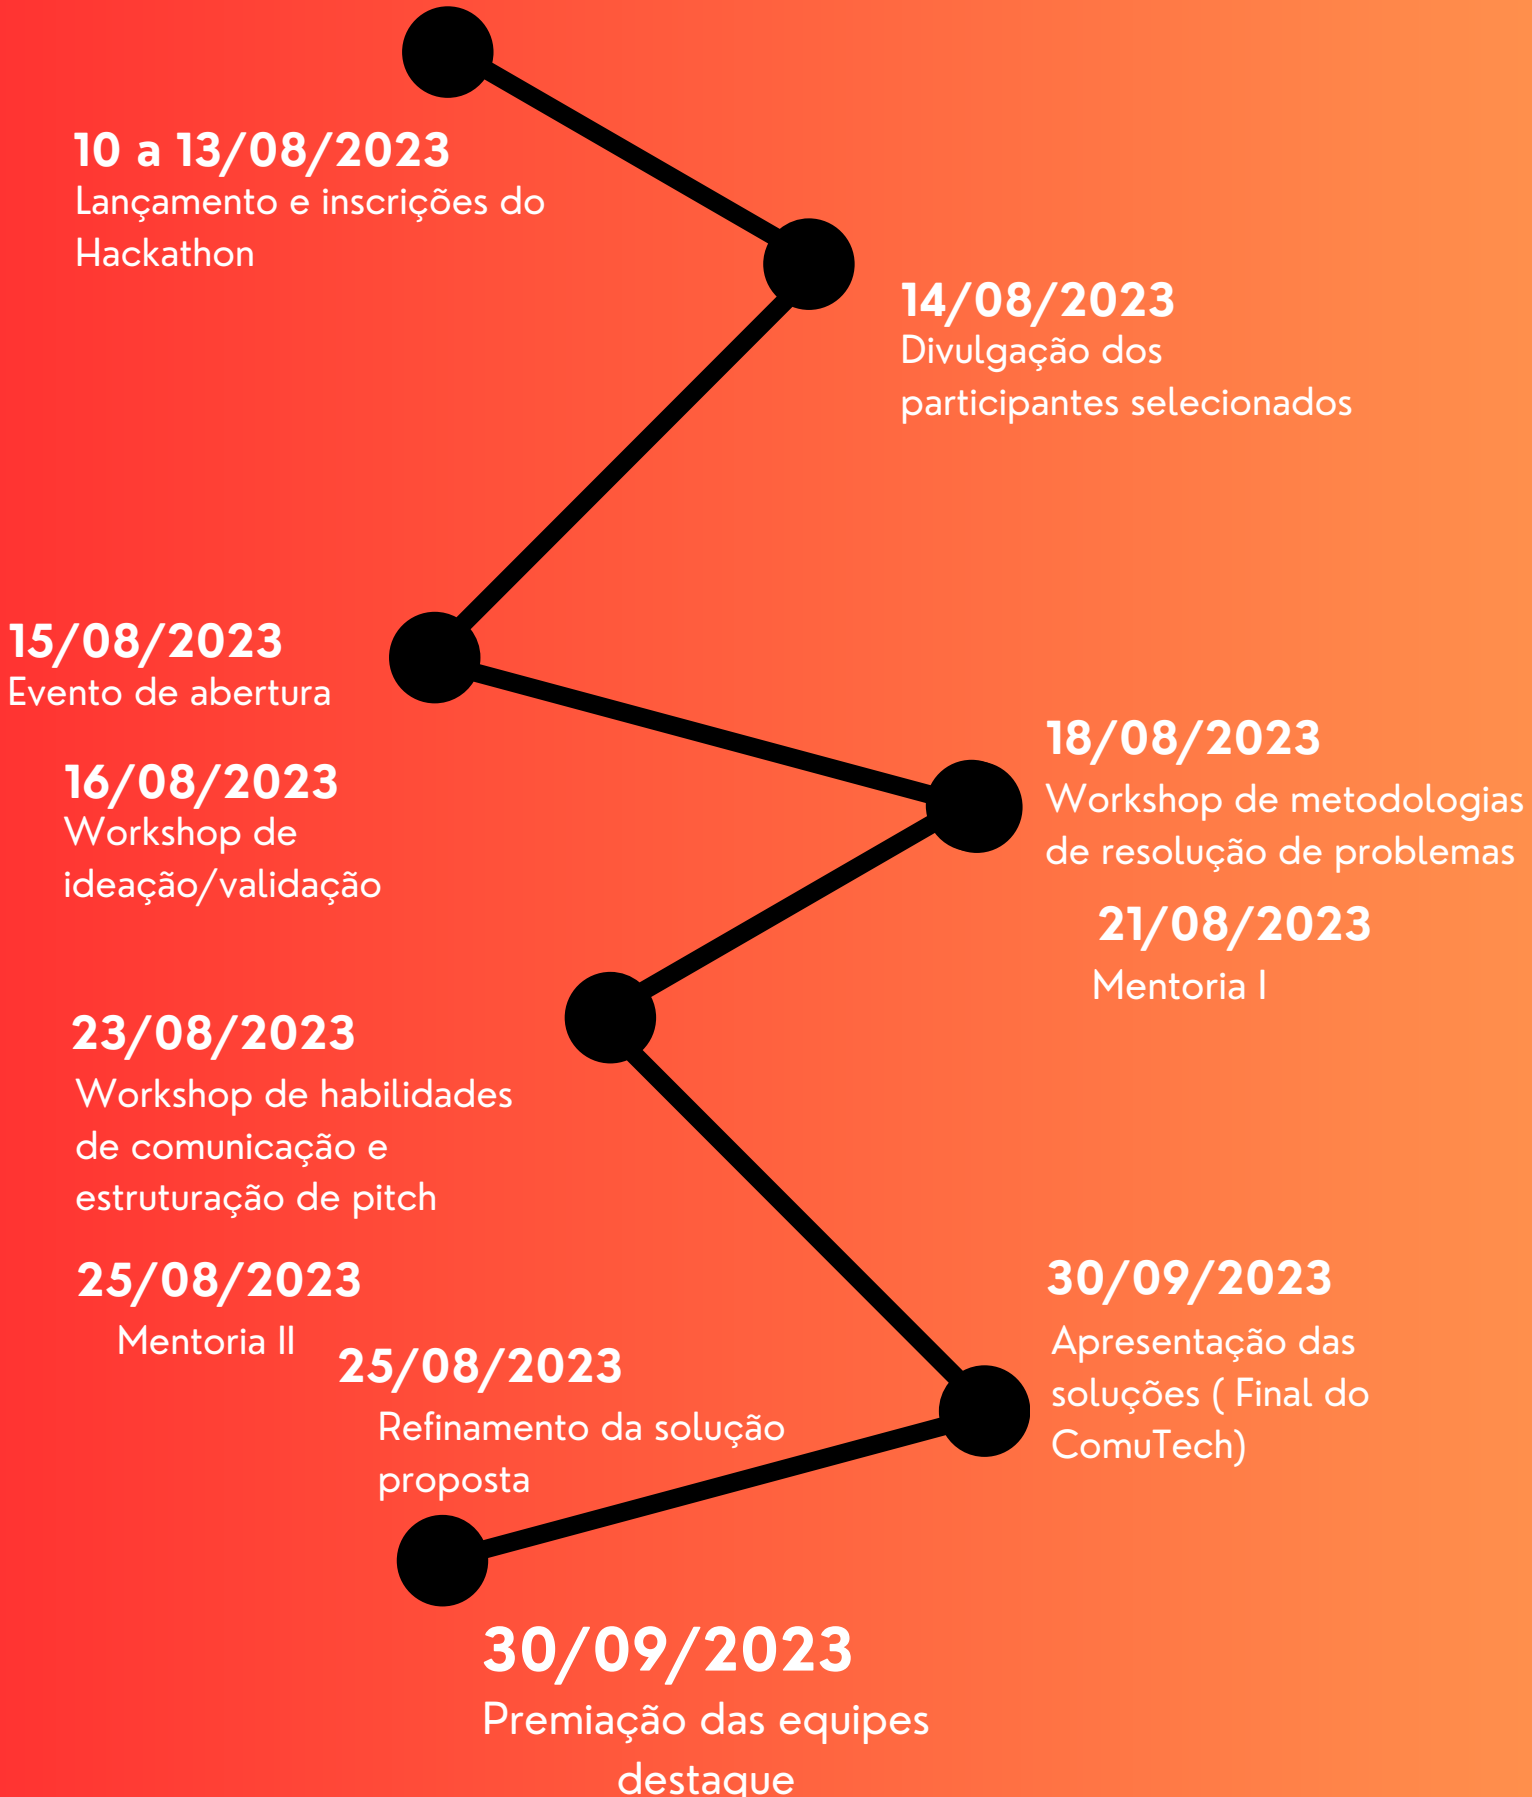 10 a 13/08/2023
Lançamento e inscrições do
Hackathon
14/08/2023
Divulgação dos
participantes selecionados
15/08/2023
Evento de abertura
16/08/2023
Workshop de
ideação/validação
18/08/2023
Workshop de metodologias
de resolução de problemas
21/08/2023
Mentoria I
23/08/2023
Workshop de habilidades
de comunicação e
estruturação de pitch
25/08/2023
Mentoria II
25/08/2023
Refinamento da solução
proposta
30/09/2023
Apresentação das
soluções ( Final do
ComuTech)
30/09/2023
Premiação das equipes
destaque